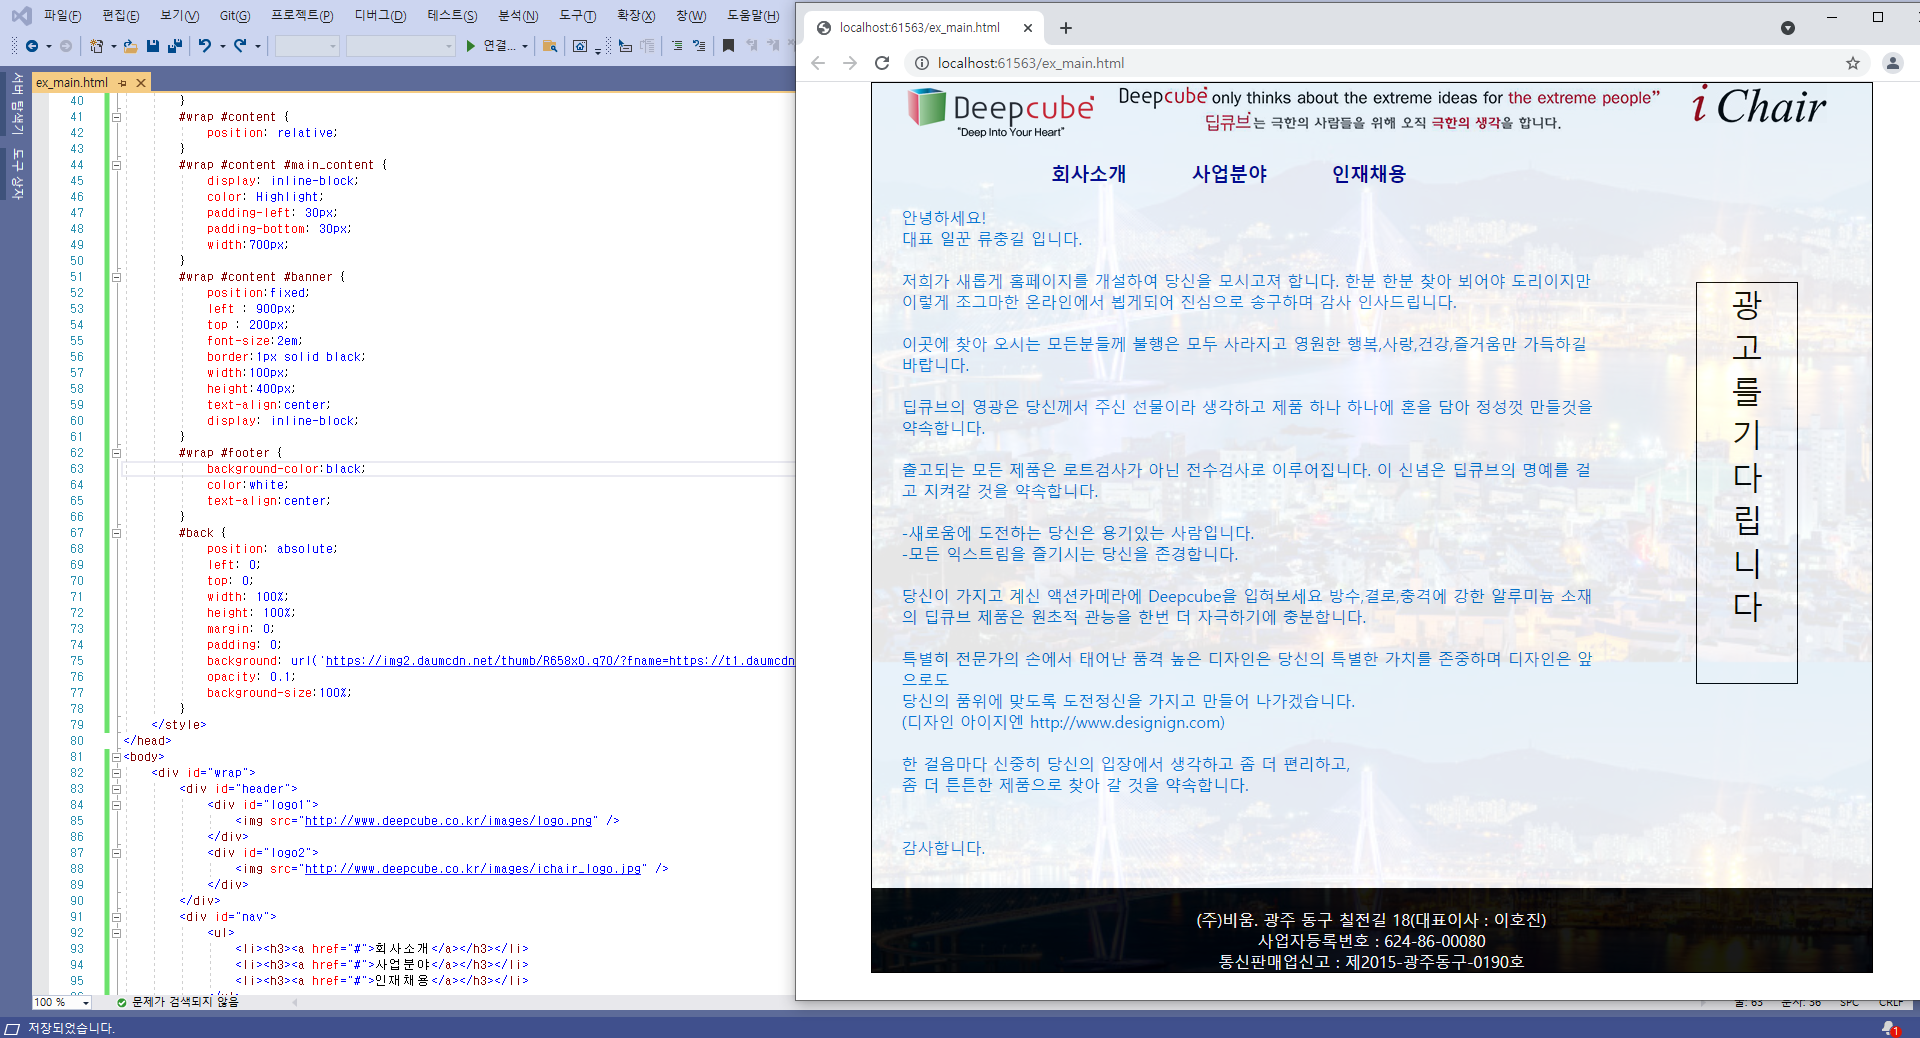 파일(F) 편집(E) 보기(V) Git(G) 프로젝트(P) 디버그(D) 테스트(S) 분석(N) 도구(T) 확장(X) 창(W) 도움말(H)
연결...
서버 탐색기
도구 상자
ex_main.html
40 }
41 #wrap #content {
42 position: relative;
43 }
44 #wrap #content #main_content {
45 display: inline-block;
46 color: Highlight;
47 padding-left: 30px;
48 padding-bottom: 30px;
49 width:700px;
50 }
51 #wrap #content #banner {
52 position:fixed;
53 left : 900px;
54 top : 200px;
55 font-size:2em;
56 border:1px solid black;
57 width:100px;
58 height:400px;
59 text-align:center;
60 display: inline-block;
61 }
62 #wrap #footer {
63 background-color:black;
64 color:white;
65 text-align:center;
66 }
67 #back {
68 position: absolute;
69 left: 0;
70 top: 0;
71 width: 100%;
72 height: 100%;
73 margin: 0;
74 padding: 0;
75 background: url('https://img2.daumcdn.net/thumb/R658x0.q70/?fname=https://t1.daumcdn
76 opacity: 0.1;
77 background-size:100%;
78 }
79 </style>
80 </head>
81 <body>
82 <div id="wrap">
83 <div id="header">
84 <div id="logo1">
85 <img src="http://www.deepcube.co.kr/images/logo.png" />
86 </div>
87 <div id="logo2">
88 <img src="http://www.deepcube.co.kr/images/ichair_logo.jpg" />
89 </div>
90 </div>
91 <div id="nav">
92 <ul>
93 <li><h3><a href="#">회사소개</a></h3></li>
94 <li><h3><a href="#">사업분야</a></h3></li>
95 <li><h3><a href="#">인재채용</a></h3></li>
100 % 문제가 검색되지 않음
줄: 63 문자: 36 SPC CRLF
저장되었습니다.
1
localhost:61563/ex_main.html
localhost:61563/ex_main.html
Deepcube
"Deep Into Your Heart"
Deepcube only thinks about the extreme ideas for the extreme people”
딥큐브는 극한의 사람들을 위해 오직 극한의 생각을 합니다.
i Chair
회사소개 사업분야 인재채용
안녕하세요!
대표 일꾼 류충길 입니다.
저희가 새롭게 홈페이지를 개설하여 당신을 모시고져 합니다. 한분 한분 찾아 뵈어야 도리이지만
이렇게 조그마한 온라인에서 뵙게되어 진심으로 송구하며 감사 인사드립니다.
이곳에 찾아 오시는 모든분들께 불행은 모두 사라지고 영원한 행복,사랑,건강,즐거움만 가득하길
바랍니다.
딥큐브의 영광은 당신께서 주신 선물이라 생각하고 제품 하나 하나에 혼을 담아 정성껏 만들것을
약속합니다.
출고되는 모든 제품은 로트검사가 아닌 전수검사로 이루어집니다. 이 신념은 딥큐브의 명예를 걸
고 지켜갈 것을 약속합니다.
-새로움에 도전하는 당신은 용기있는 사람입니다.
-모든 익스트림을 즐기시는 당신을 존경합니다.
당신이 가지고 계신 액션카메라에 Deepcube을 입혀보세요 방수,결로,충격에 강한 알루미늄 소재
의 딥큐브 제품은 원초적 관능을 한번 더 자극하기에 충분합니다.
특별히 전문가의 손에서 태어난 품격 높은 디자인은 당신의 특별한 가치를 존중하며 디자인은 앞
으로도
당신의 품위에 맞도록 도전정신을 가지고 만들어 나가겠습니다.
(디자인 아이지엔 http://www.designign.com)
한 걸음마다 신중히 당신의 입장에서 생각하고 좀 더 편리하고,
좀 더 튼튼한 제품으로 찾아 갈 것을 약속합니다.
감사합니다.
광
고
를
기
다
립
니
다
(주)비움. 광주 동구 칠전길 18(대표이사 : 이호진)
사업자등록번호 : 624-86-00080
통신판매업신고 : 제2015-광주동구-0190호